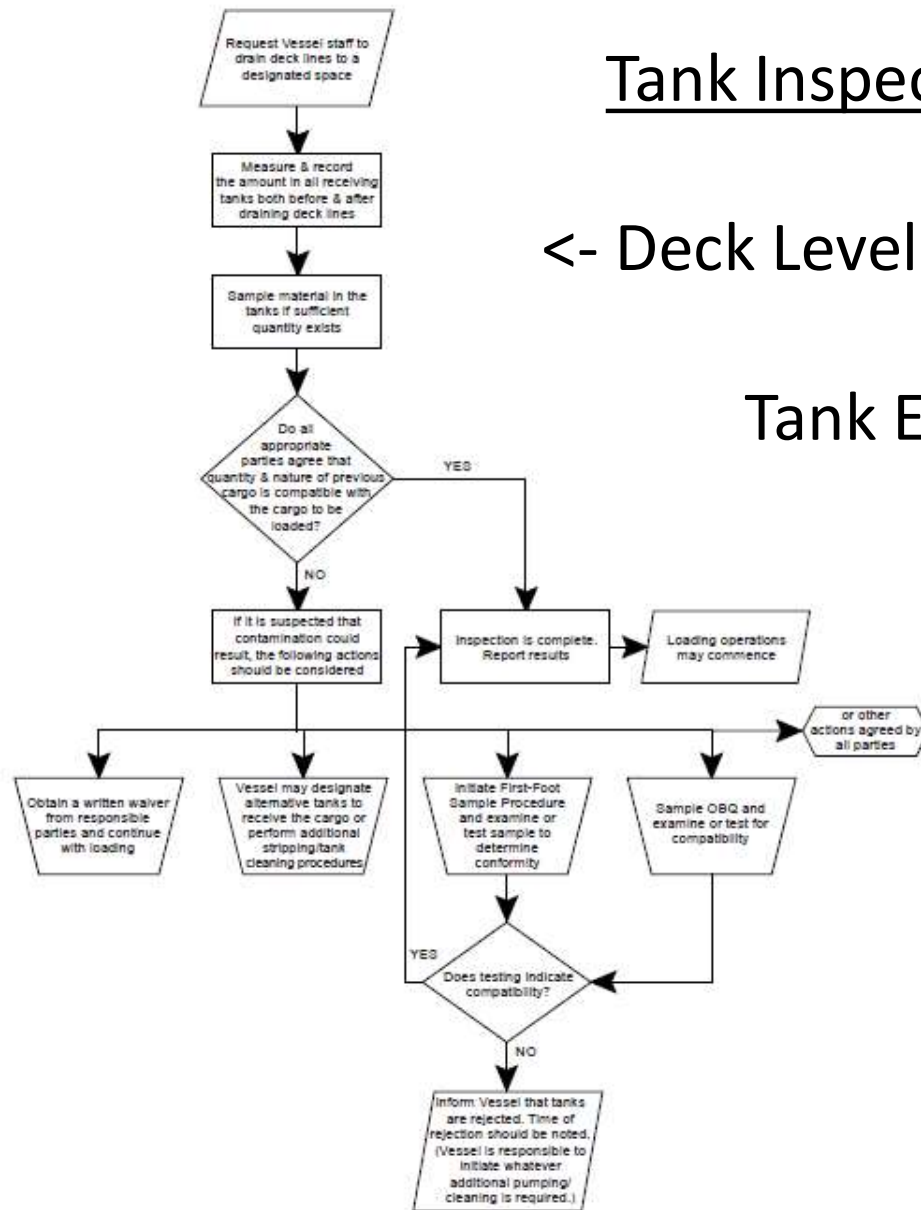 Request Vessel staff to
drain deck lines to a
designated space
Tank Inspec
Measure & record
the amount in all receiving
tanks both before & after
draining deck lines
<- Deck Level
Sample material in the
tanks if sufficient
quantity exists
Tank E
Do all
appropriate
parties agree that
quantity & nature of previous
cargo is compatible with
the cargo to be
loaded?
YES
NO
If it is suspected that
contamination could
result, the following actions
should be considered
Inspection is complete.
Report results
Loading operations
may commence
or other
actions agreed by
all parties
Obtain a written waiver
from responsible
parties and continue
with loading
Vessel may designate
alternative tanks to
receive the cargo or
perform additional
stripping/tank
cleaning procedures
Initiate First-Foot
Sample Procedure
and examine or
test sample to
determine
conformity
Sample OBQ and
examine or test for
compatibility
YES
Does testing indicate
compatibility?
NO
Inform Vessel that tanks
are rejected. Time of
rejection should be noted.
(Vessel is responsible to
initiate whatever
additional pumping/
cleaning is required.)